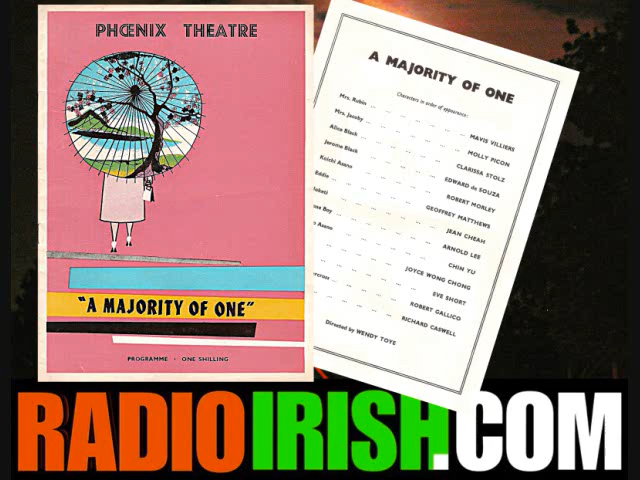 PHŒNIX THEATRE
"A MAJORITY OF ONE"
PROGRAMME · ONE SHILLING
A MAJORITY OF ONE
Characters in order of appearance:
Mrs. Rubin ... MAVIS VILLIERS
Mrs. Jacoby ... MOLLY PICON
Alice Black ... CLARISSA STOLZ
Jerome Black ... EDWARD de SOUZA
Koichi Asano ... ROBERT MORLEY
Eddie ... GEOFFREY MATTHEWS
JEAN CHEAH
Boy ... ARNOLD LEE
Asano ... CHIN YU
JOYCE WONG CHONG
EVE SHORT
ROBERT GALLICO
RICHARD CASWELL
Directed by WENDY TOYE
RADIOIRISH.COM